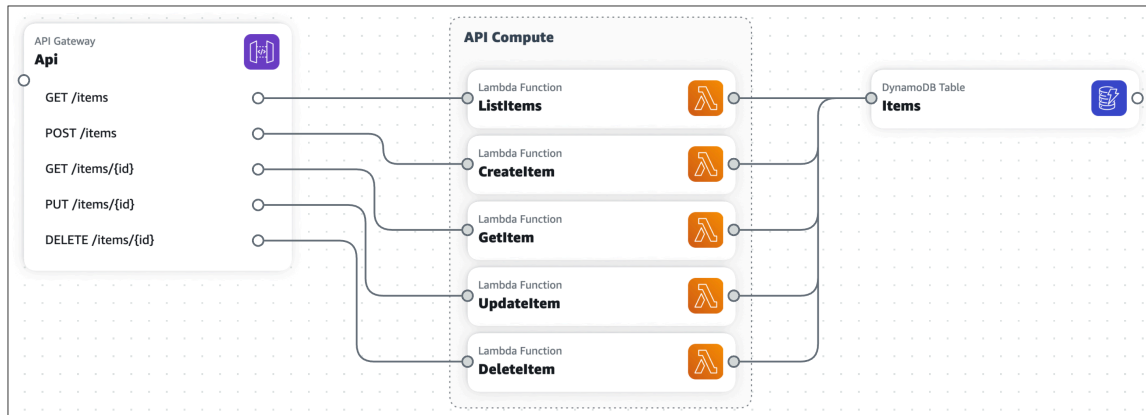 API Gateway
Api
GET /items
POST /items
GET /items/{id}
PUT /items/{id}
DELETE /items/{id}
API Compute
Lambda Function
ListItems
Lambda Function
CreateItem
Lambda Function
GetItem
Lambda Function
UpdateItem
Lambda Function
DeleteItem
DynamoDB Table
Items